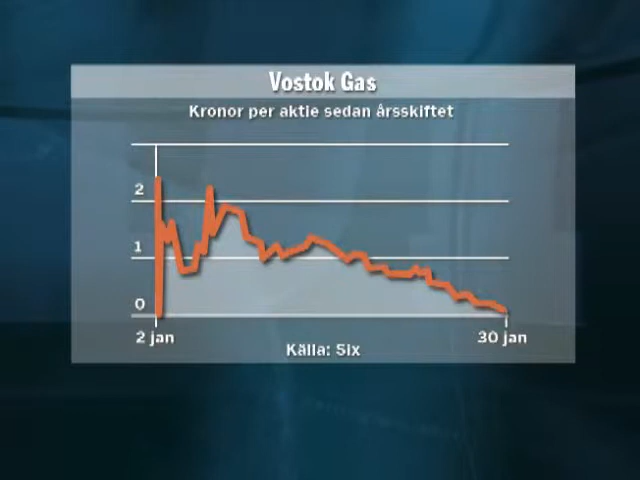 Vostok Gas
Kronor per aktie sedan årsskiftet
2
1
0
2 jan
30 jan
Källa: Six